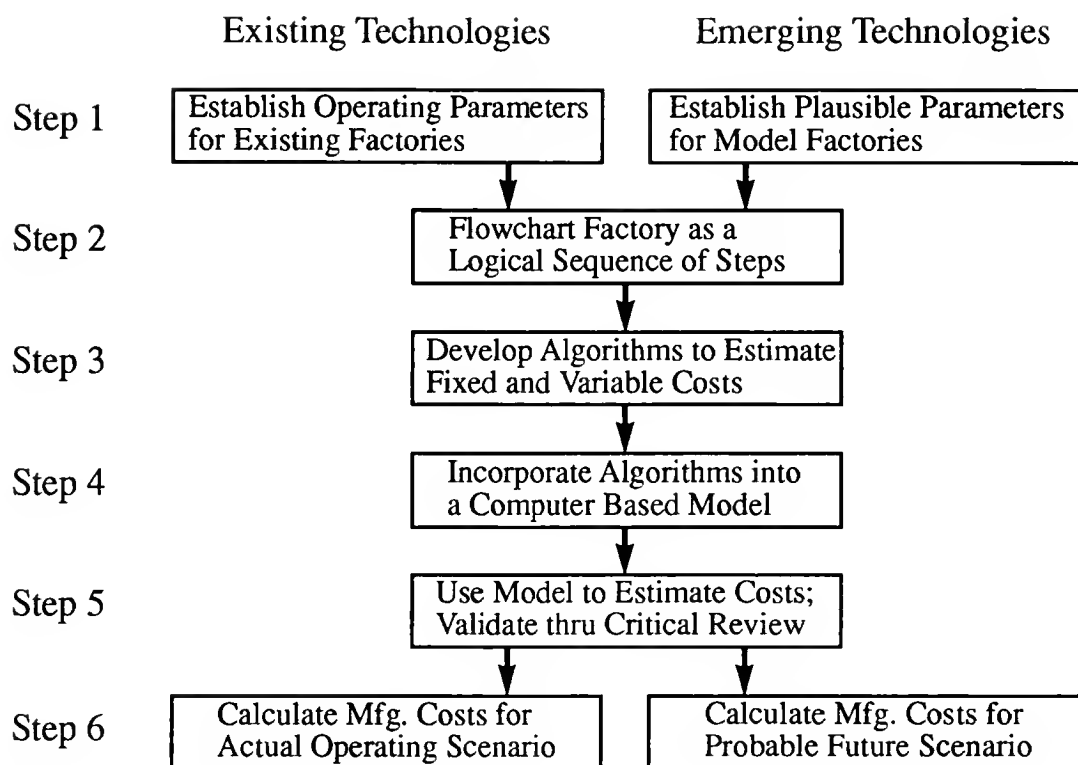 Existing Technologies
Emerging Technologies
Step 1
Establish Operating Parameters
for Existing Factories
Establish Plausible Parameters
for Model Factories
Step 2
Flowchart Factory as a
Logical Sequence of Steps
Step 3
Develop Algorithms to Estimate
Fixed and Variable Costs
Step 4
Incorporate Algorithms into
a Computer Based Model
Step 5
Use Model to Estimate Costs;
Validate thru Critical Review
Step 6
Calculate Mfg. Costs for
Actual Operating Scenario
Calculate Mfg. Costs for
Probable Future Scenario